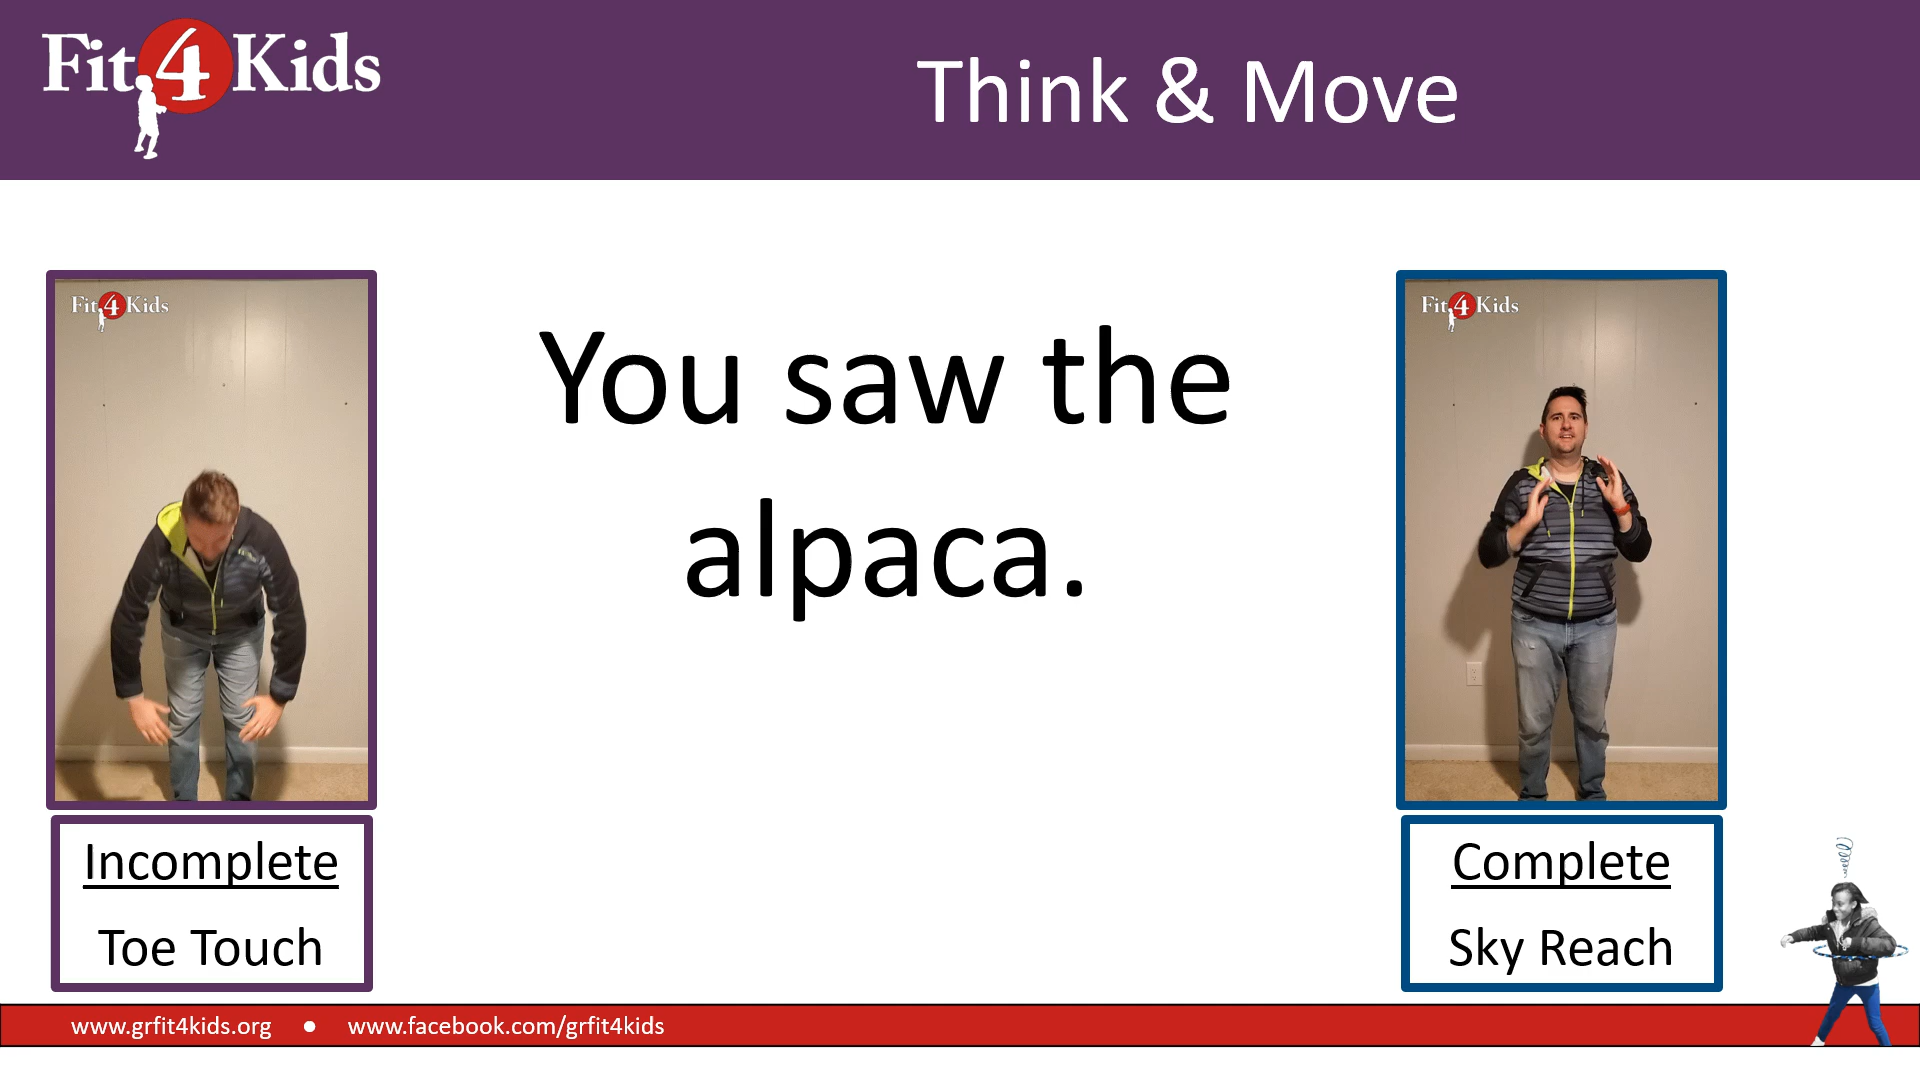 Fit 4 Kids
Think & Move
Fit 4 Kids
You saw the
alpaca.
Fit 4 Kids
Incomplete
Toe Touch
Complete
Sky Reach
www.grfit4kids.org • www.facebook.com/grfit4kids